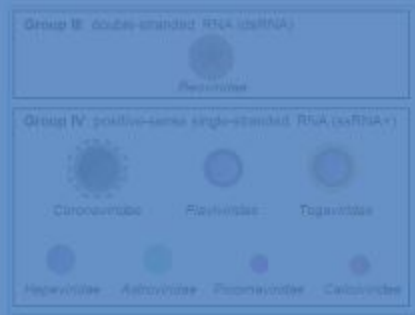 Group III: double-stranded RNA (dsRNA)
Reoviridae
Group IV: positive-sense single-stranded RNA (ssRNA+)
Coronaviridae Flaviviridae Togaviridae
Hepeviridae Astroviridae Picornaviridae Caliciviridae